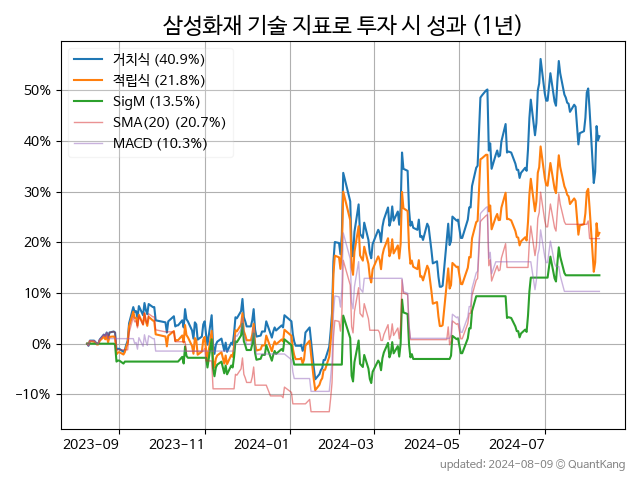 삼성화재 기술 지표로 투자 시 성과 (1년)
거치식 (40.9%)
적립식 (21.8%)
SigM (13.5%)
SMA(20) (20.7%)
MACD (10.3%)
50%
40%
30%
20%
10%
0%
−10%
2023-09
2023-11
2024-01
2024-03
2024-05
2024-07
updated: 2024-08-09 © QuantKang